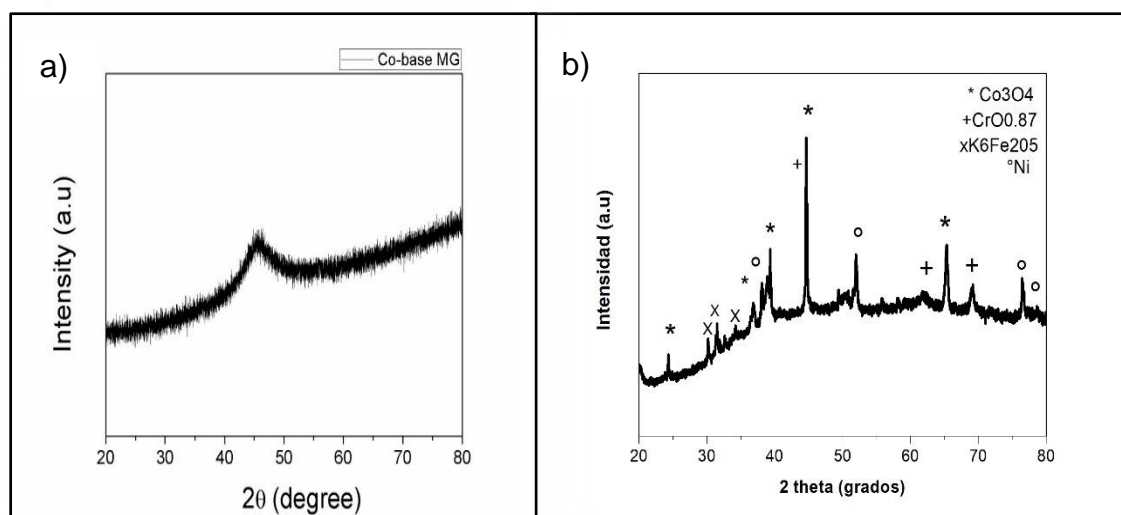 a)
Co-base MG
Intensity (a.u)
20 30 40 50 60 70 80
2θ (degree)
b)
* Co3O4
+CrO0.87
xK6Fe205
°Ni
Intensidad (a.u)
* + * o * x x x * o + * + o o
20 30 40 50 60 70 80
2 theta (grados)